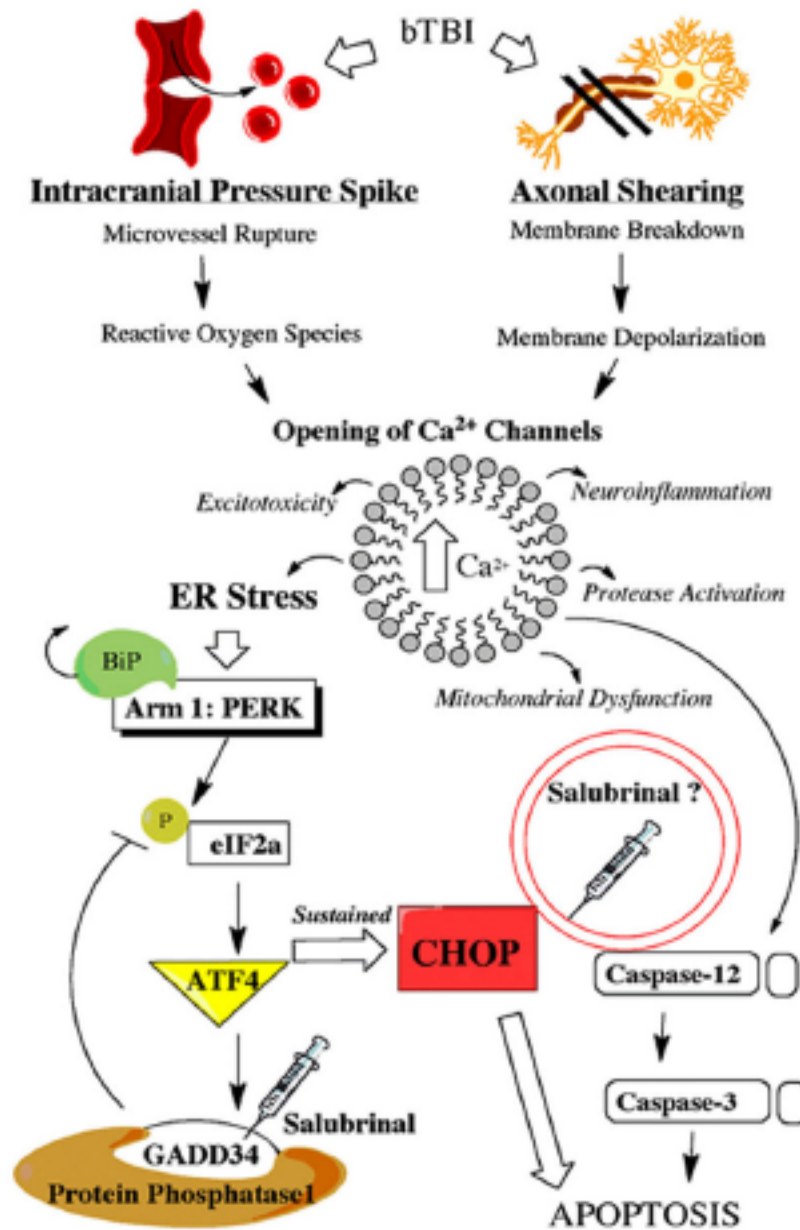 bTBI
Intracranial Pressure Spike
Microvessel Rupture
Axonal Shearing
Membrane Breakdown
Reactive Oxygen Species
Membrane Depolarization
Opening of Ca²⁺ Channels
Excitotoxicity
Neuroinflammation
Ca²⁺
ER Stress
Protease Activation
BiP
Arm 1: PERK
Mitochondrial Dysfunction
Salubrinal ?
P
eIF2a
Sustained
ATF4
CHOP
Caspase-12
Salubrinal
Caspase-3
GADD34
Protein Phosphatase1
APOPTOSIS